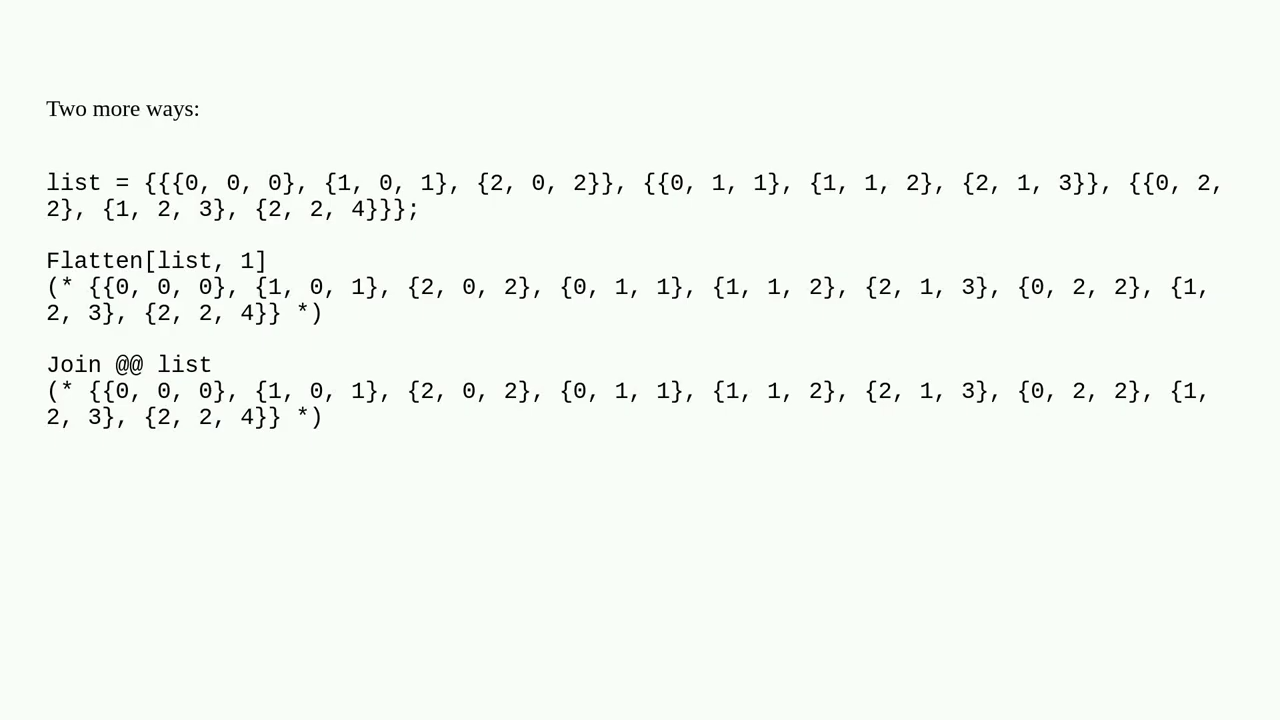 Two more ways:
list = {{{0, 0, 0}, {1, 0, 1}, {2, 0, 2}}, {{0, 1, 1}, {1, 1, 2}, {2, 1, 3}}, {{0, 2,
2}, {1, 2, 3}, {2, 2, 4}}};
Flatten[list, 1]
(* {{0, 0, 0}, {1, 0, 1}, {2, 0, 2}, {0, 1, 1}, {1, 1, 2}, {2, 1, 3}, {0, 2, 2}, {1,
2, 3}, {2, 2, 4}} *)
Join @@ list
(* {{0, 0, 0}, {1, 0, 1}, {2, 0, 2}, {0, 1, 1}, {1, 1, 2}, {2, 1, 3}, {0, 2, 2}, {1,
2, 3}, {2, 2, 4}} *)